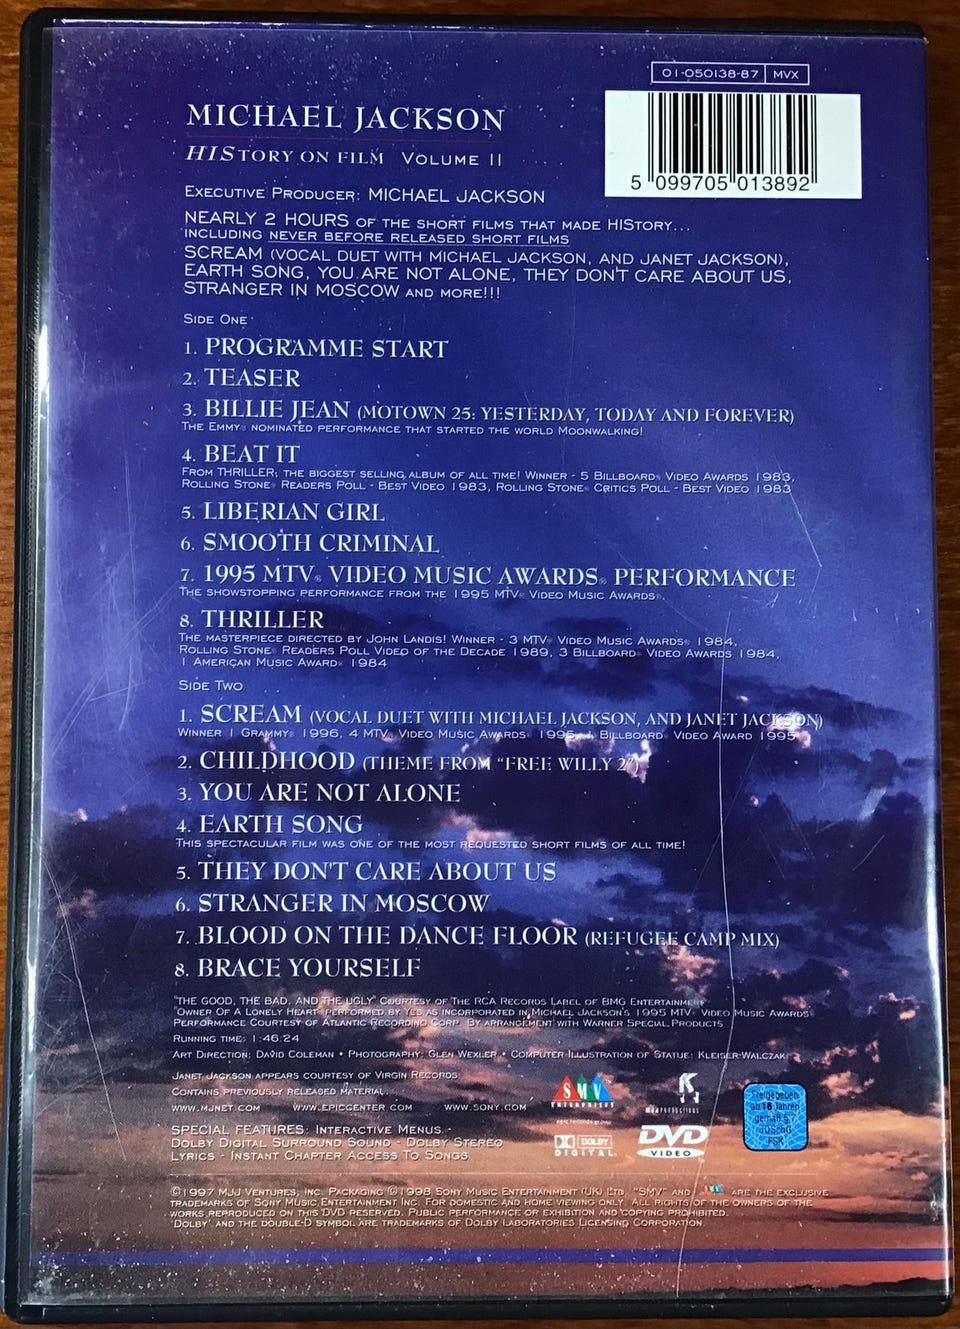 01-050138-87 MVX
5 099705 013892
MICHAEL JACKSON
HISTORY ON FILM VOLUME II
EXECUTIVE PRODUCER: MICHAEL JACKSON
NEARLY 2 HOURS OF THE SHORT FILMS THAT MADE HISTORY...
INCLUDING NEVER BEFORE RELEASED SHORT FILMS
SCREAM (VOCAL DUET WITH MICHAEL JACKSON, AND JANET JACKSON),
EARTH SONG, YOU ARE NOT ALONE, THEY DON'T CARE ABOUT US,
STRANGER IN MOSCOW AND MORE!!!
SIDE ONE
1. PROGRAMME START
2. TEASER
3. BILLIE JEAN (MOTOWN 25: YESTERDAY, TODAY AND FOREVER)
THE EMMY® NOMINATED PERFORMANCE THAT STARTED THE WORLD MOONWALKING!
4. BEAT IT
FROM THRILLER; THE BIGGEST SELLING ALBUM OF ALL TIME! WINNER - 5 BILLBOARD® VIDEO AWARDS 1983,
ROLLING STONE® READERS POLL - BEST VIDEO 1983, ROLLING STONE® CRITICS POLL - BEST VIDEO 1983
5. LIBERIAN GIRL
6. SMOOTH CRIMINAL
7. 1995 MTV® VIDEO MUSIC AWARDS® PERFORMANCE
THE SHOWSTOPPING PERFORMANCE FROM THE 1995 MTV® VIDEO MUSIC AWARDS®.
8. THRILLER
THE MASTERPIECE DIRECTED BY JOHN LANDIS! WINNER - 3 MTV® VIDEO MUSIC AWARDS® 1984,
ROLLING STONE® READERS POLL VIDEO OF THE DECADE 1989, 3 BILLBOARD® VIDEO AWARDS 1984,
1 AMERICAN MUSIC AWARD® 1984
SIDE TWO
1. SCREAM (VOCAL DUET WITH MICHAEL JACKSON, AND JANET JACKSON)
WINNER 1 GRAMMY® 1996, 4 MTV® VIDEO MUSIC AWARDS® 1995, 1 BILLBOARD® VIDEO AWARD 1995
2. CHILDHOOD (THEME FROM "FREE WILLY 2")
3. YOU ARE NOT ALONE
4. EARTH SONG
THIS SPECTACULAR FILM WAS ONE OF THE MOST REQUESTED SHORT FILMS OF ALL TIME!
5. THEY DON'T CARE ABOUT US
6. STRANGER IN MOSCOW
7. BLOOD ON THE DANCE FLOOR (REFUGEE CAMP MIX)
8. BRACE YOURSELF
"THE GOOD, THE BAD, AND THE UGLY" COURTESY OF THE RCA RECORDS LABEL OF BMG ENTERTAINMENT
"OWNER OF A LONELY HEART" PERFORMED BY YES AS INCORPORATED IN MICHAEL JACKSON'S 1995 MTV® VIDEO MUSIC AWARDS®
PERFORMANCE COURTESY OF ATLANTIC RECORDING CORP. BY ARRANGEMENT WITH WARNER SPECIAL PRODUCTS
RUNNING TIME: 1:46:24
ART DIRECTION: DAVID COLEMAN • PHOTOGRAPHY: GLEN WEXLER • COMPUTER ILLUSTRATION OF STATUE: KLEISER-WALCZAK
JANET JACKSON APPEARS COURTESY OF VIRGIN RECORDS
CONTAINS PREVIOUSLY RELEASED MATERIAL.
WWW.MJNET.COM WWW.EPICCENTER.COM WWW.SONY.COM
SMV ENTERPRISES
MJJ PRODUCTIONS
SPECIAL FEATURES: INTERACTIVE MENUS -
DOLBY DIGITAL SURROUND SOUND - DOLBY STEREO
LYRICS - INSTANT CHAPTER ACCESS TO SONGS
DOLBY DIGITAL
DVD VIDEO
Freigegeben
ab 16 Jahren
gemäß § 7
JÖSchG
FSK
©1997 MJJ VENTURES, INC. PACKAGING ©1998 SONY MUSIC ENTERTAINMENT (UK) LTD. "SMV" AND SMV ARE THE EXCLUSIVE
TRADEMARKS OF SONY MUSIC ENTERTAINMENT INC. FOR DOMESTIC AND HOME VIEWING ONLY. ALL RIGHTS OF THE OWNERS OF THE
WORKS REPRODUCED ON THIS DVD RESERVED. PUBLIC PERFORMANCE OR EXHIBITION AND COPYING PROHIBITED.
'DOLBY' AND THE DOUBLE-D SYMBOL ARE TRADEMARKS OF DOLBY LABORATORIES LICENSING CORPORATION.